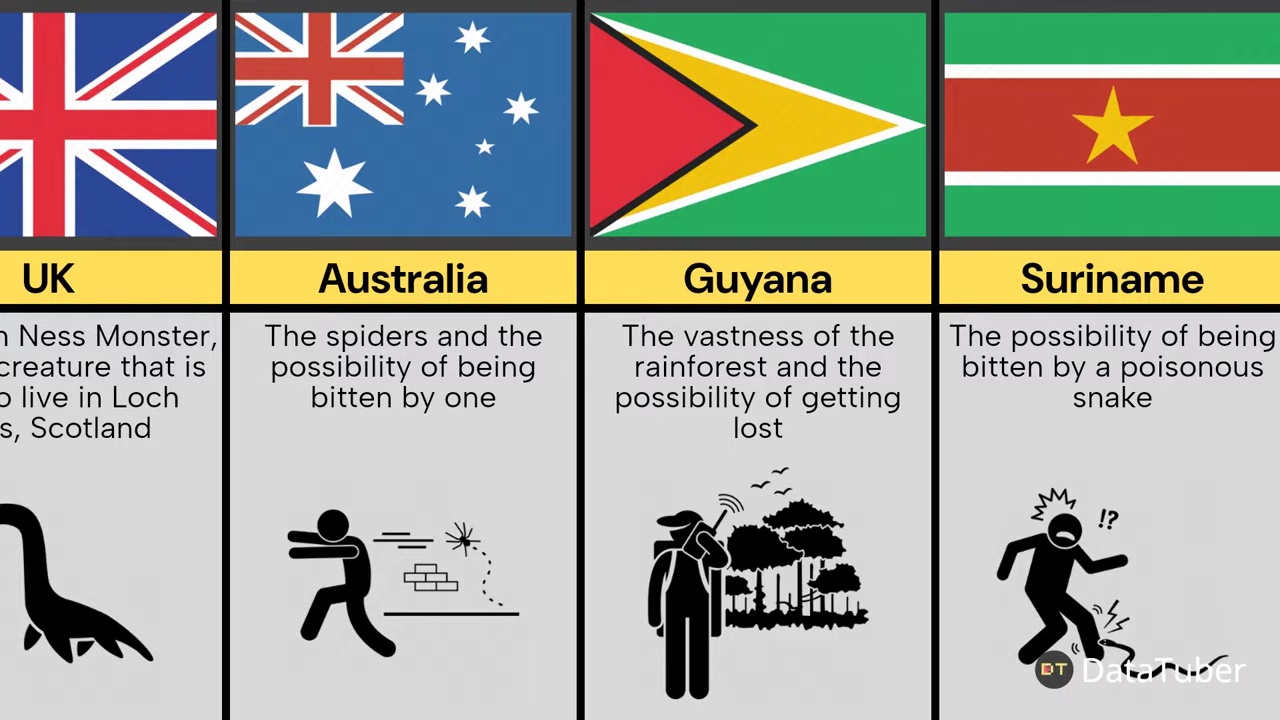 UK
n Ness Monster,
creature that is
o live in Loch
s, Scotland
Australia
The spiders and the
possibility of being
bitten by one
Guyana
The vastness of the
rainforest and the
possibility of getting
lost
Suriname
The possibility of being
bitten by a poisonous
snake
!?
DT DataTuber